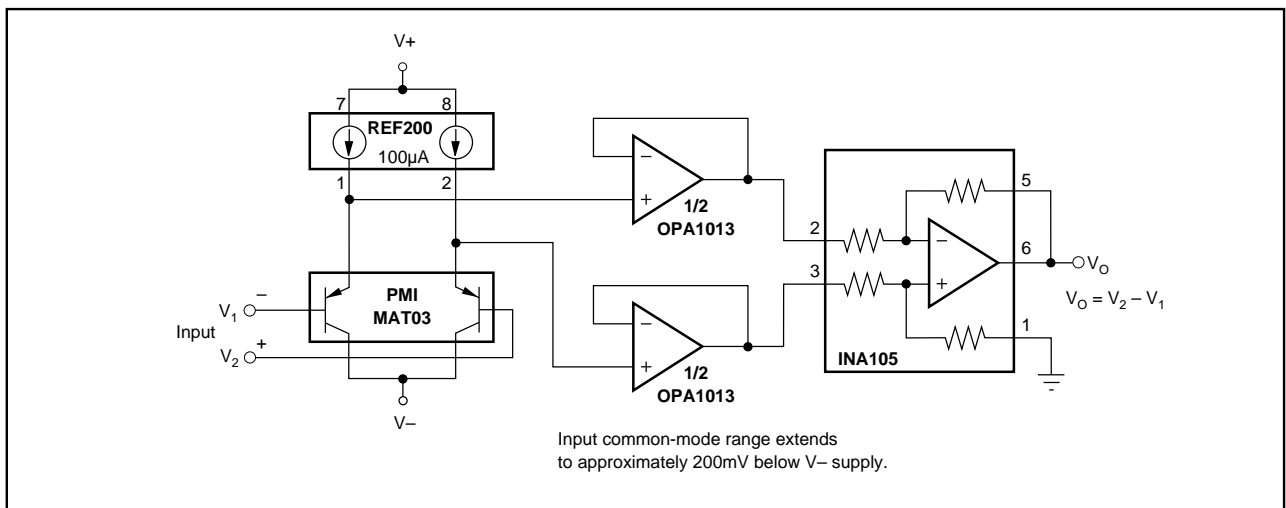 V+
7 8
REF200
100µA
1 2
PMI
MAT03
V1 –
Input
V2 +
V–
–
+
1/2
OPA1013
–
+
1/2
OPA1013
2
3
–
+
5
6
1
INA105
VO
VO = V2 – V1
Input common-mode range extends
to approximately 200mV below V– supply.